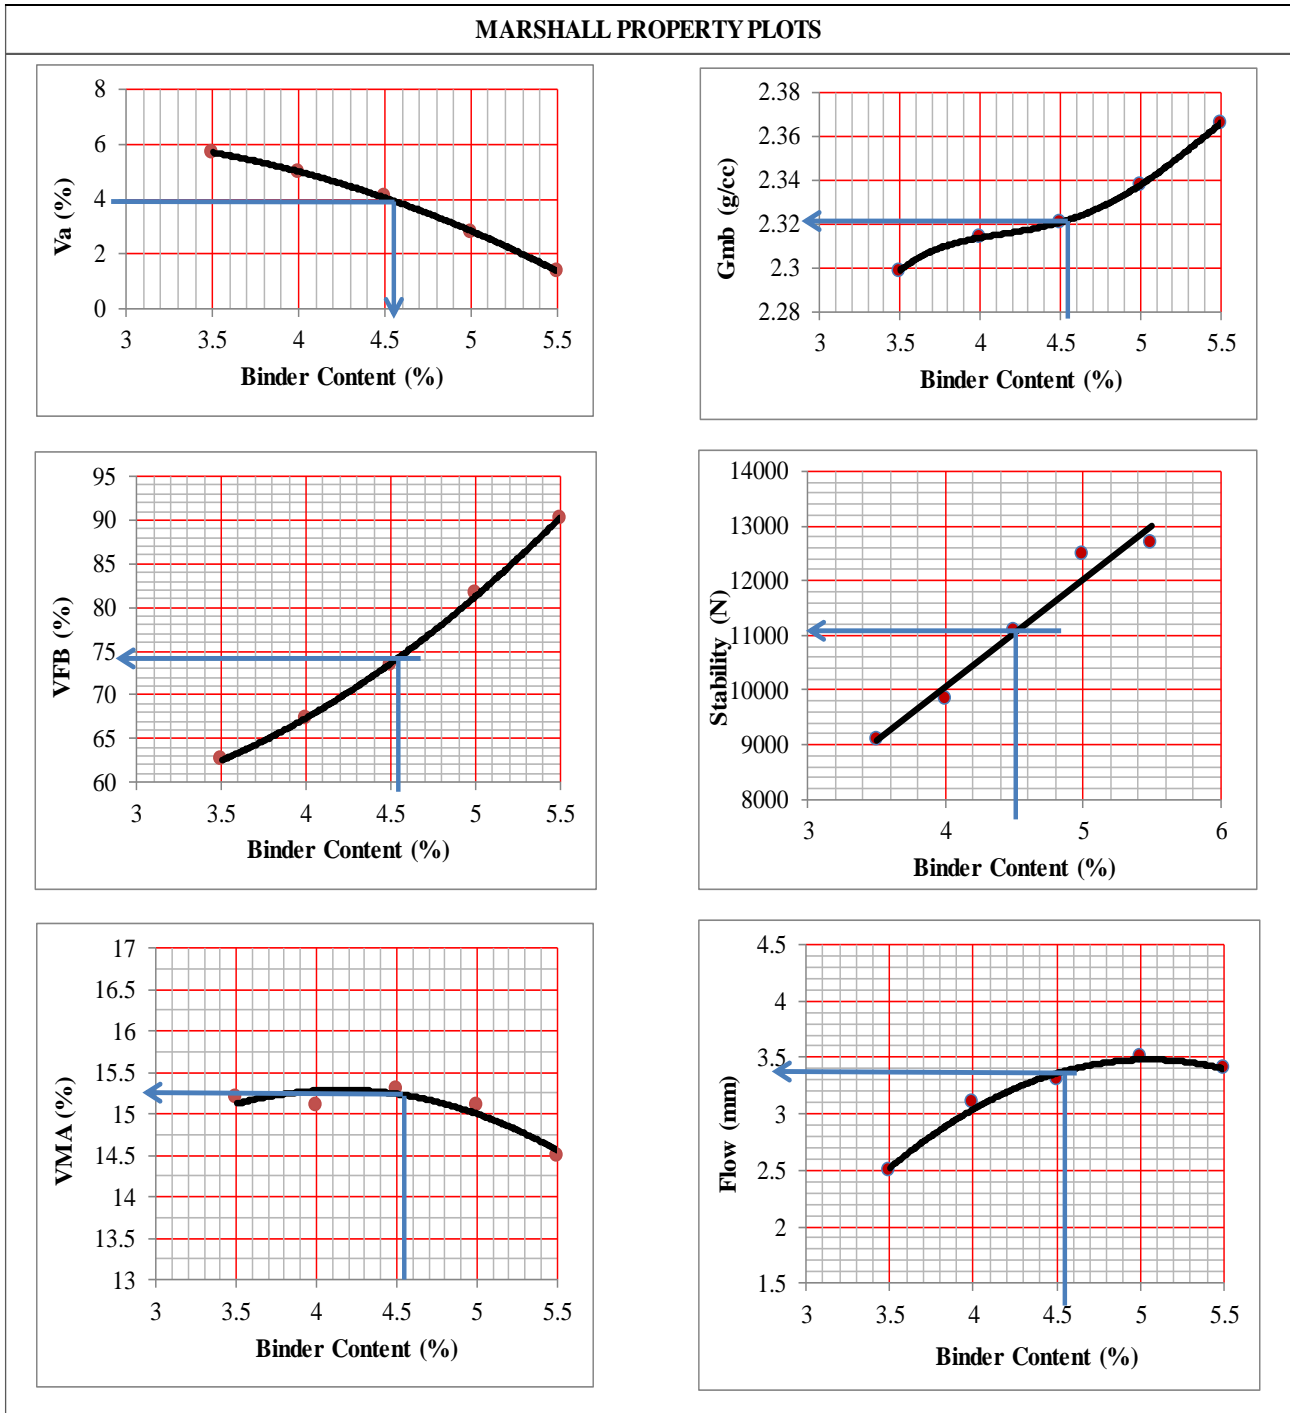 MARSHALL PROPERTY PLOTS
8
6
4
2
0
Va (%)
3 3.5 4 4.5 5 5.5
Binder Content (%)
2.38
2.36
2.34
2.32
2.3
2.28
Gmb (g/cc)
3 3.5 4 4.5 5 5.5
Binder Content (%)
95
90
85
80
75
70
65
60
VFB (%)
3 3.5 4 4.5 5 5.5
Binder Content (%)
14000
13000
12000
11000
10000
9000
8000
Stability (N)
3 4 5 6
Binder Content (%)
17
16.5
16
15.5
15
14.5
14
13.5
13
VMA (%)
3 3.5 4 4.5 5 5.5
Binder Content (%)
4.5
4
3.5
3
2.5
2
1.5
Flow (mm)
3 3.5 4 4.5 5 5.5
Binder Content (%)